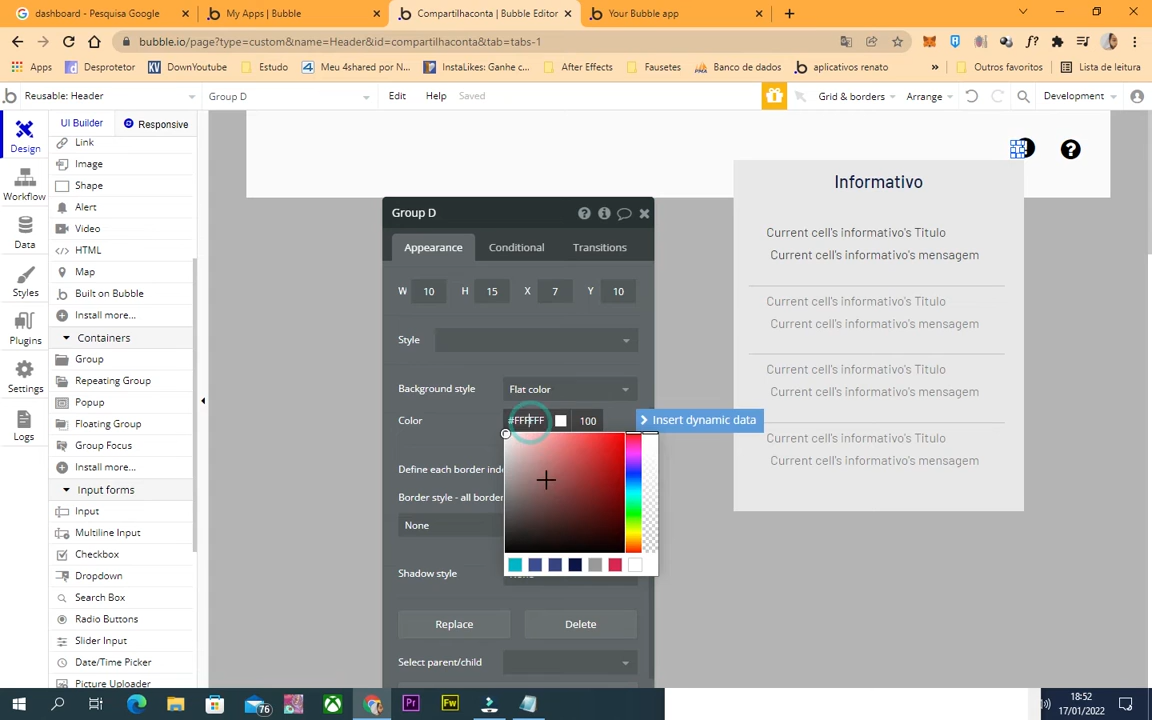 dashboard - Pesquisa Google
My Apps | Bubble
Compartilhaconta | Bubble Editor
Your Bubble app
bubble.io/page?type=custom&name=Header&id=compartilhaconta&tab=tabs-1
Apps
Desprotetor
DownYoutube
Estudo
Meu 4shared por N...
InstaLikes: Ganhe c...
After Effects
Fausetes
Banco de dados
aplicativos renato
Outros favoritos
Lista de leitura
Reusable: Header
Group D
Edit
Help
Saved
Grid & borders
Arrange
Development
Design
Workflow
Data
Styles
Plugins
Settings
Logs
UI Builder
Responsive
Link
Image
Shape
Alert
Video
HTML
Map
Built on Bubble
Install more...
Containers
Group
Repeating Group
Popup
Floating Group
Group Focus
Install more...
Input forms
Input
Multiline Input
Checkbox
Dropdown
Search Box
Radio Buttons
Slider Input
Date/Time Picker
Picture Uploader
Group D
Appearance
Conditional
Transitions
W 10 H 15 X 7 Y 10
Style
Background style
Flat color
Color
#FFFFFF
100
Insert dynamic data
Define each border inde
Border style - all border
None
Shadow style
Replace
Delete
Select parent/child
Informativo
Current cell's informativo's Titulo
Current cell's informativo's mensagem
Current cell's informativo's Titulo
Current cell's informativo's mensagem
Current cell's informativo's Titulo
Current cell's informativo's mensagem
Current cell's informativo's Titulo
Current cell's informativo's mensagem
76
Pr
Fw
18:52
17/01/2022